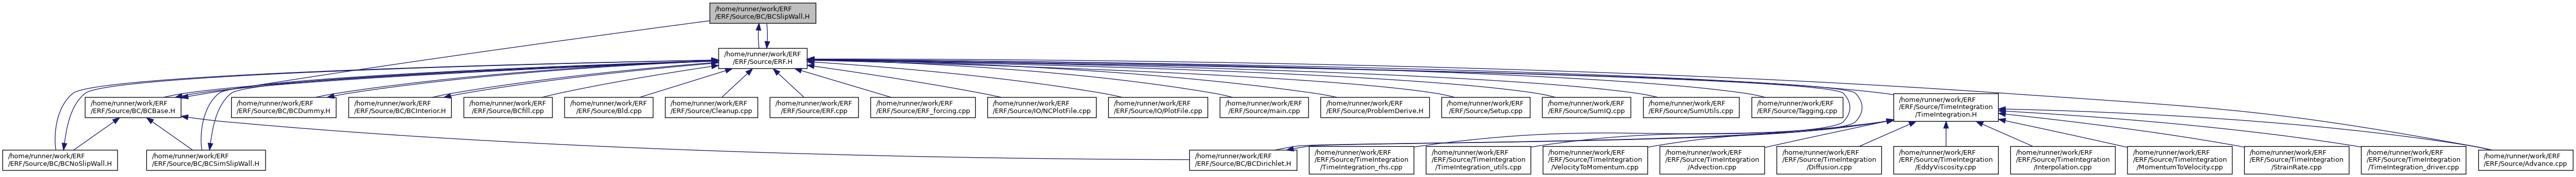 /home/runner/work/ERF
/ERF/Source/BC/BCSlipWall.H
/home/runner/work/ERF
/ERF/Source/ERF.H
/home/runner/work/ERF
/ERF/Source/BC/BCBase.H
/home/runner/work/ERF
/ERF/Source/BC/BCDummy.H
/home/runner/work/ERF
/ERF/Source/BC/BCInterior.H
/home/runner/work/ERF
/ERF/Source/BCfill.cpp
/home/runner/work/ERF
/ERF/Source/Bld.cpp
/home/runner/work/ERF
/ERF/Source/Cleanup.cpp
/home/runner/work/ERF
/ERF/Source/ERF.cpp
/home/runner/work/ERF
/ERF/Source/ERF_forcing.cpp
/home/runner/work/ERF
/ERF/Source/IO/NCPlotFile.cpp
/home/runner/work/ERF
/ERF/Source/IO/PlotFile.cpp
/home/runner/work/ERF
/ERF/Source/main.cpp
/home/runner/work/ERF
/ERF/Source/ProblemDerive.H
/home/runner/work/ERF
/ERF/Source/Setup.cpp
/home/runner/work/ERF
/ERF/Source/SumIQ.cpp
/home/runner/work/ERF
/ERF/Source/SumUtils.cpp
/home/runner/work/ERF
/ERF/Source/Tagging.cpp
/home/runner/work/ERF
/ERF/Source/TimeIntegration
/TimeIntegration.H
/home/runner/work/ERF
/ERF/Source/BC/BCNoSlipWall.H
/home/runner/work/ERF
/ERF/Source/BC/BCSimSlipWall.H
/home/runner/work/ERF
/ERF/Source/BC/BCDirichlet.H
/home/runner/work/ERF
/ERF/Source/TimeIntegration
/TimeIntegration_rhs.cpp
/home/runner/work/ERF
/ERF/Source/TimeIntegration
/TimeIntegration_utils.cpp
/home/runner/work/ERF
/ERF/Source/TimeIntegration
/VelocityToMomentum.cpp
/home/runner/work/ERF
/ERF/Source/TimeIntegration
/Advection.cpp
/home/runner/work/ERF
/ERF/Source/TimeIntegration
/Diffusion.cpp
/home/runner/work/ERF
/ERF/Source/TimeIntegration
/EddyViscosity.cpp
/home/runner/work/ERF
/ERF/Source/TimeIntegration
/Interpolation.cpp
/home/runner/work/ERF
/ERF/Source/TimeIntegration
/MomentumToVelocity.cpp
/home/runner/work/ERF
/ERF/Source/TimeIntegration
/StrainRate.cpp
/home/runner/work/ERF
/ERF/Source/TimeIntegration
/TimeIntegration_driver.cpp
/home/runner/work/ERF
/ERF/Source/Advance.cpp